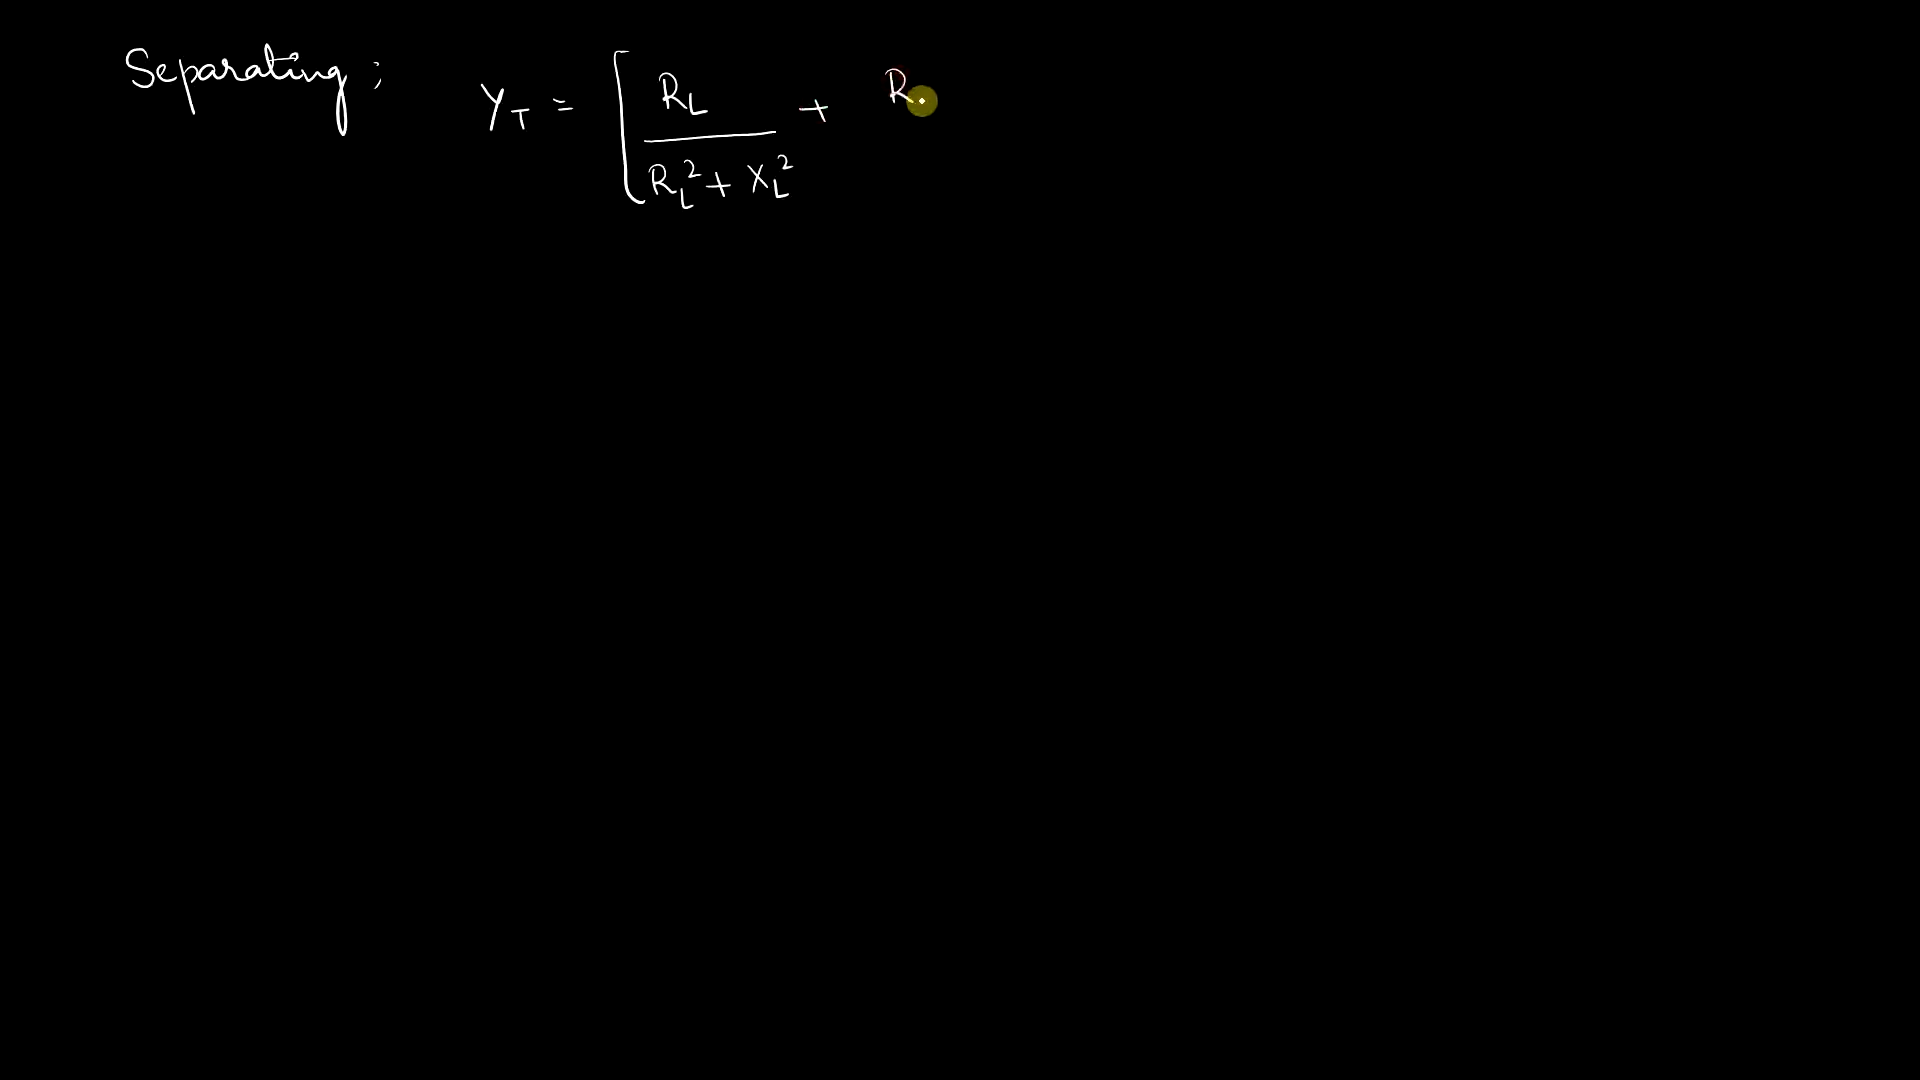 Separating ; Y_T = [ R_L / (R_L^2 + X_L^2) + R